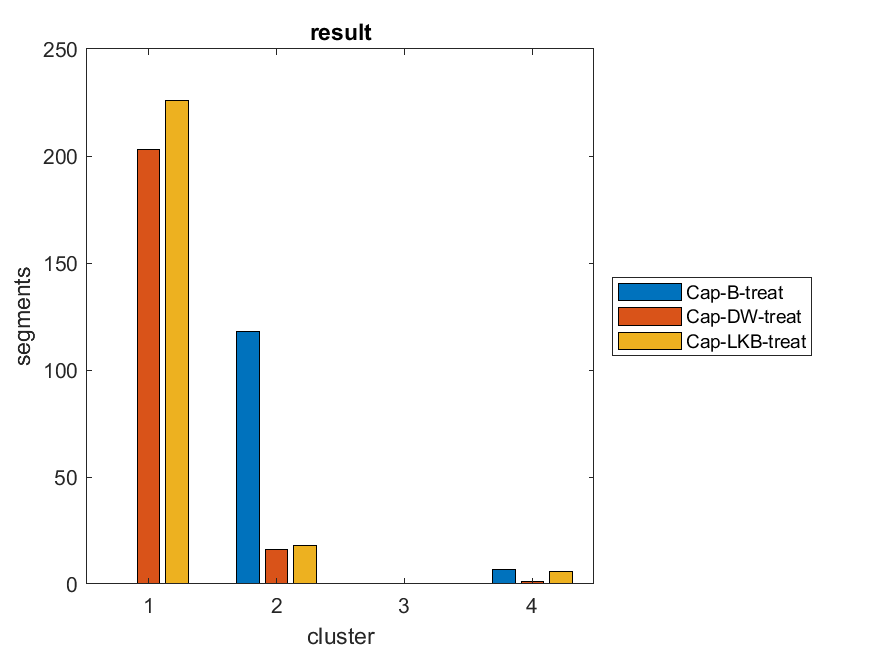 result
250
200
150
100
50
0
segments
1 2 3 4
cluster
Cap-B-treat
Cap-DW-treat
Cap-LKB-treat